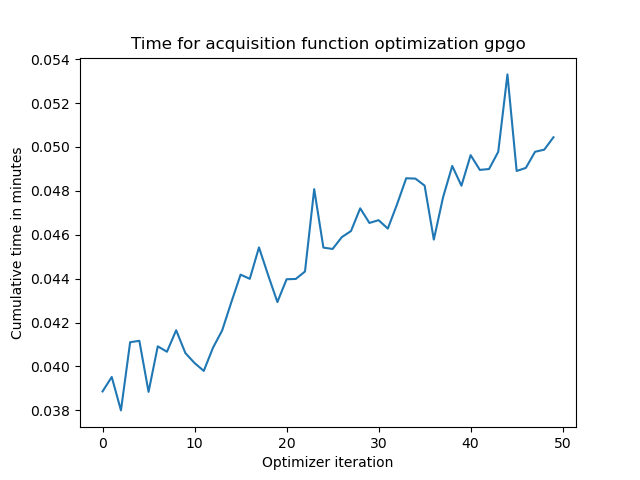 Time for acquisition function optimization gpgo
0.054
0.052
0.050
0.048
0.046
0.044
0.042
0.040
0.038
Cumulative time in minutes
0 10 20 30 40 50
Optimizer iteration